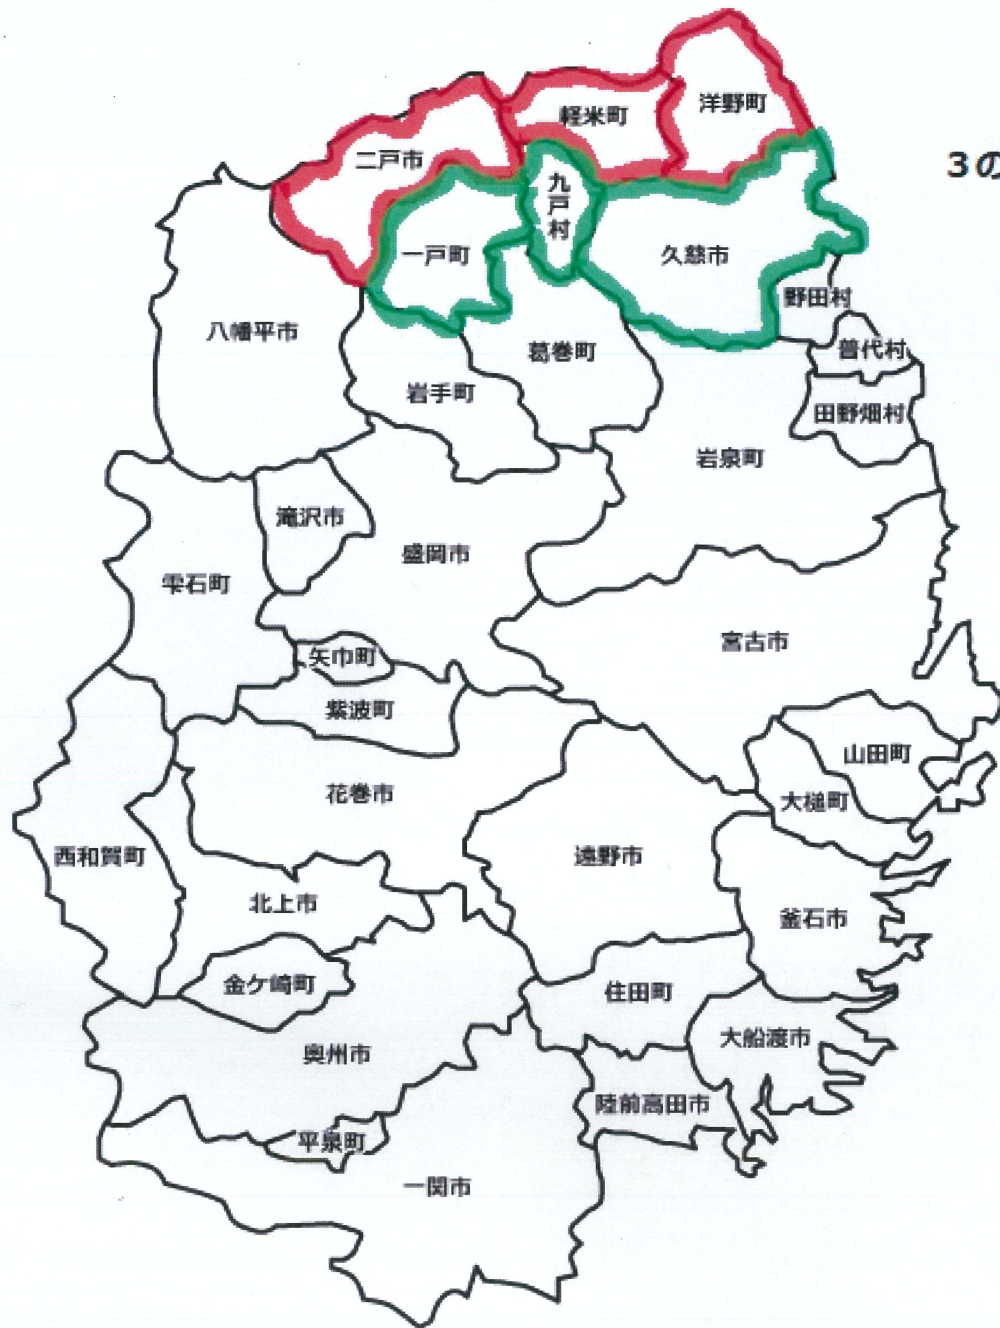 洋野町
軽米町
二戸市
3の
九戸村
一戸町
久慈市
野田村
八幡平市
葛巻町
普代村
岩手町
田野畑村
岩泉町
滝沢市
盛岡市
雫石町
宮古市
矢巾町
紫波町
山田町
花巻市
大槌町
西和賀町
遠野市
北上市
釜石市
金ケ崎町
住田町
大船渡市
奥州市
陸前高田市
平泉町
一関市